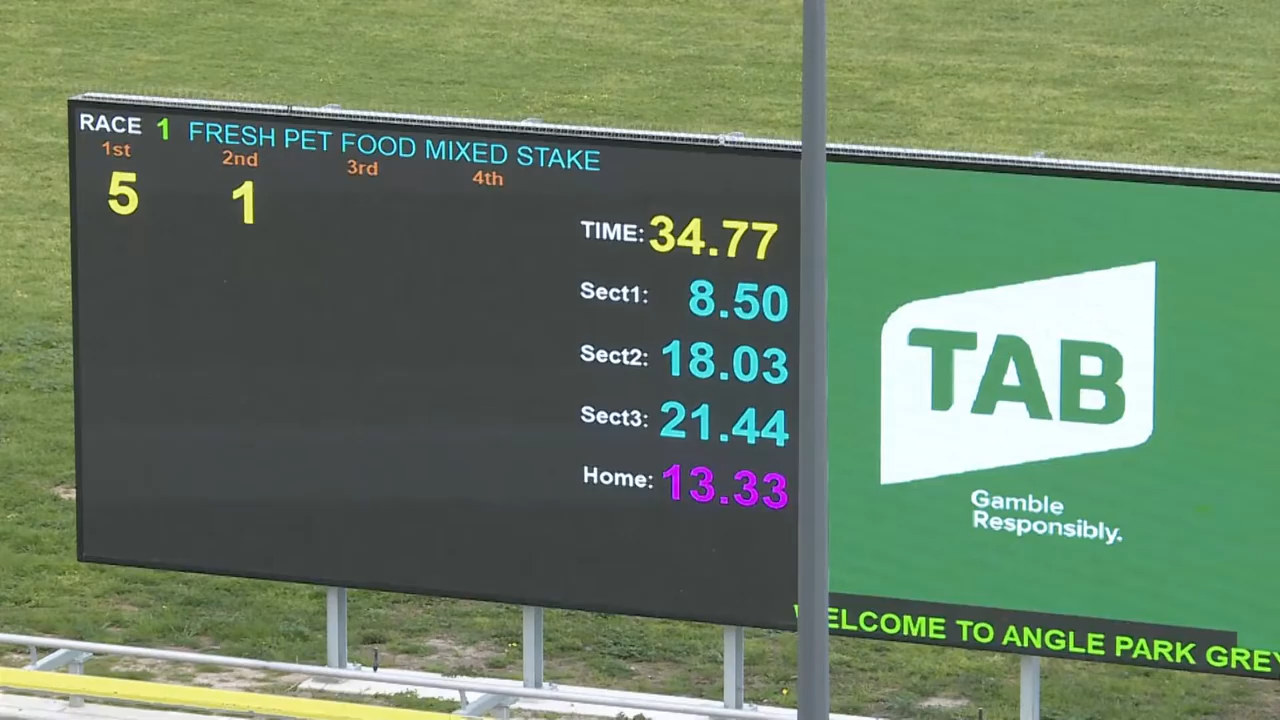 RACE 1 FRESH PET FOOD MIXED STAKE
1st 2nd 3rd 4th
5 1
TIME: 34.77
Sect1: 8.50
Sect2: 18.03
Sect3: 21.44
Home: 13.33
TAB
Gamble
Responsibly.
WELCOME TO ANGLE PARK GREY